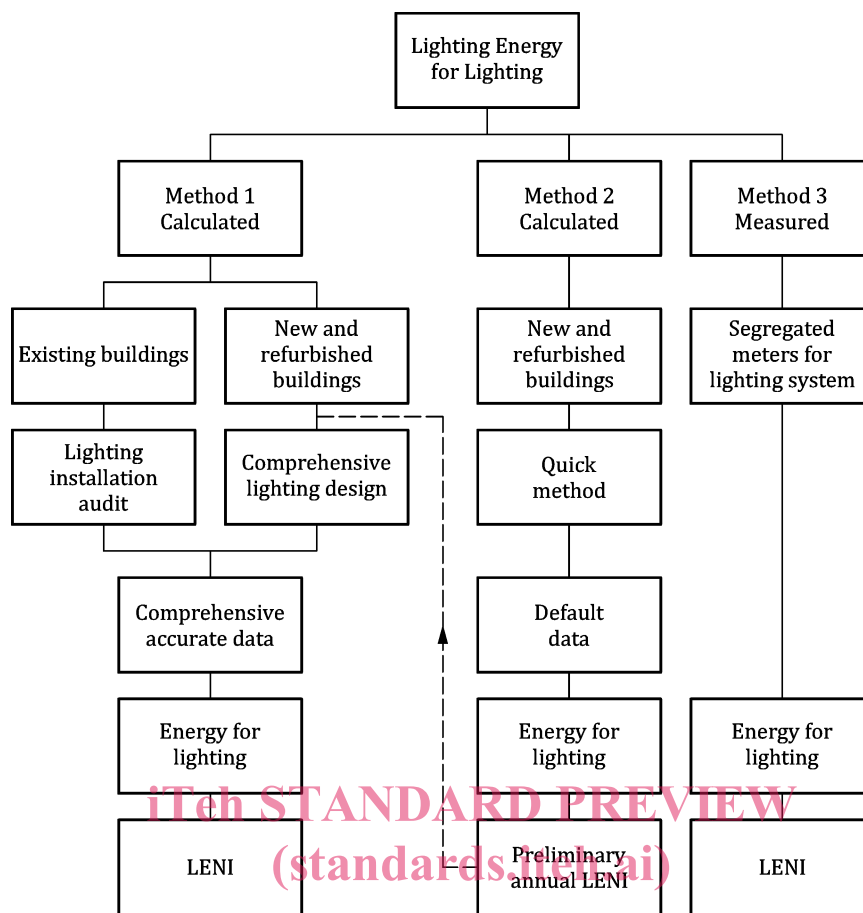 Lighting Energy
for Lighting
Method 1
Calculated
Method 2
Calculated
Method 3
Measured
Existing buildings
New and
refurbished
buildings
New and
refurbished
buildings
Segregated
meters for
lighting system
Lighting
installation
audit
Comprehensive
lighting design
Quick
method
Comprehensive
accurate data
Default
data
Energy for
lighting
Energy for
lighting
Energy for
lighting
iTeh STANDARD PREVIEW
(standards.iteh.ai)
LENI
Preliminary
annual LENI
LENI